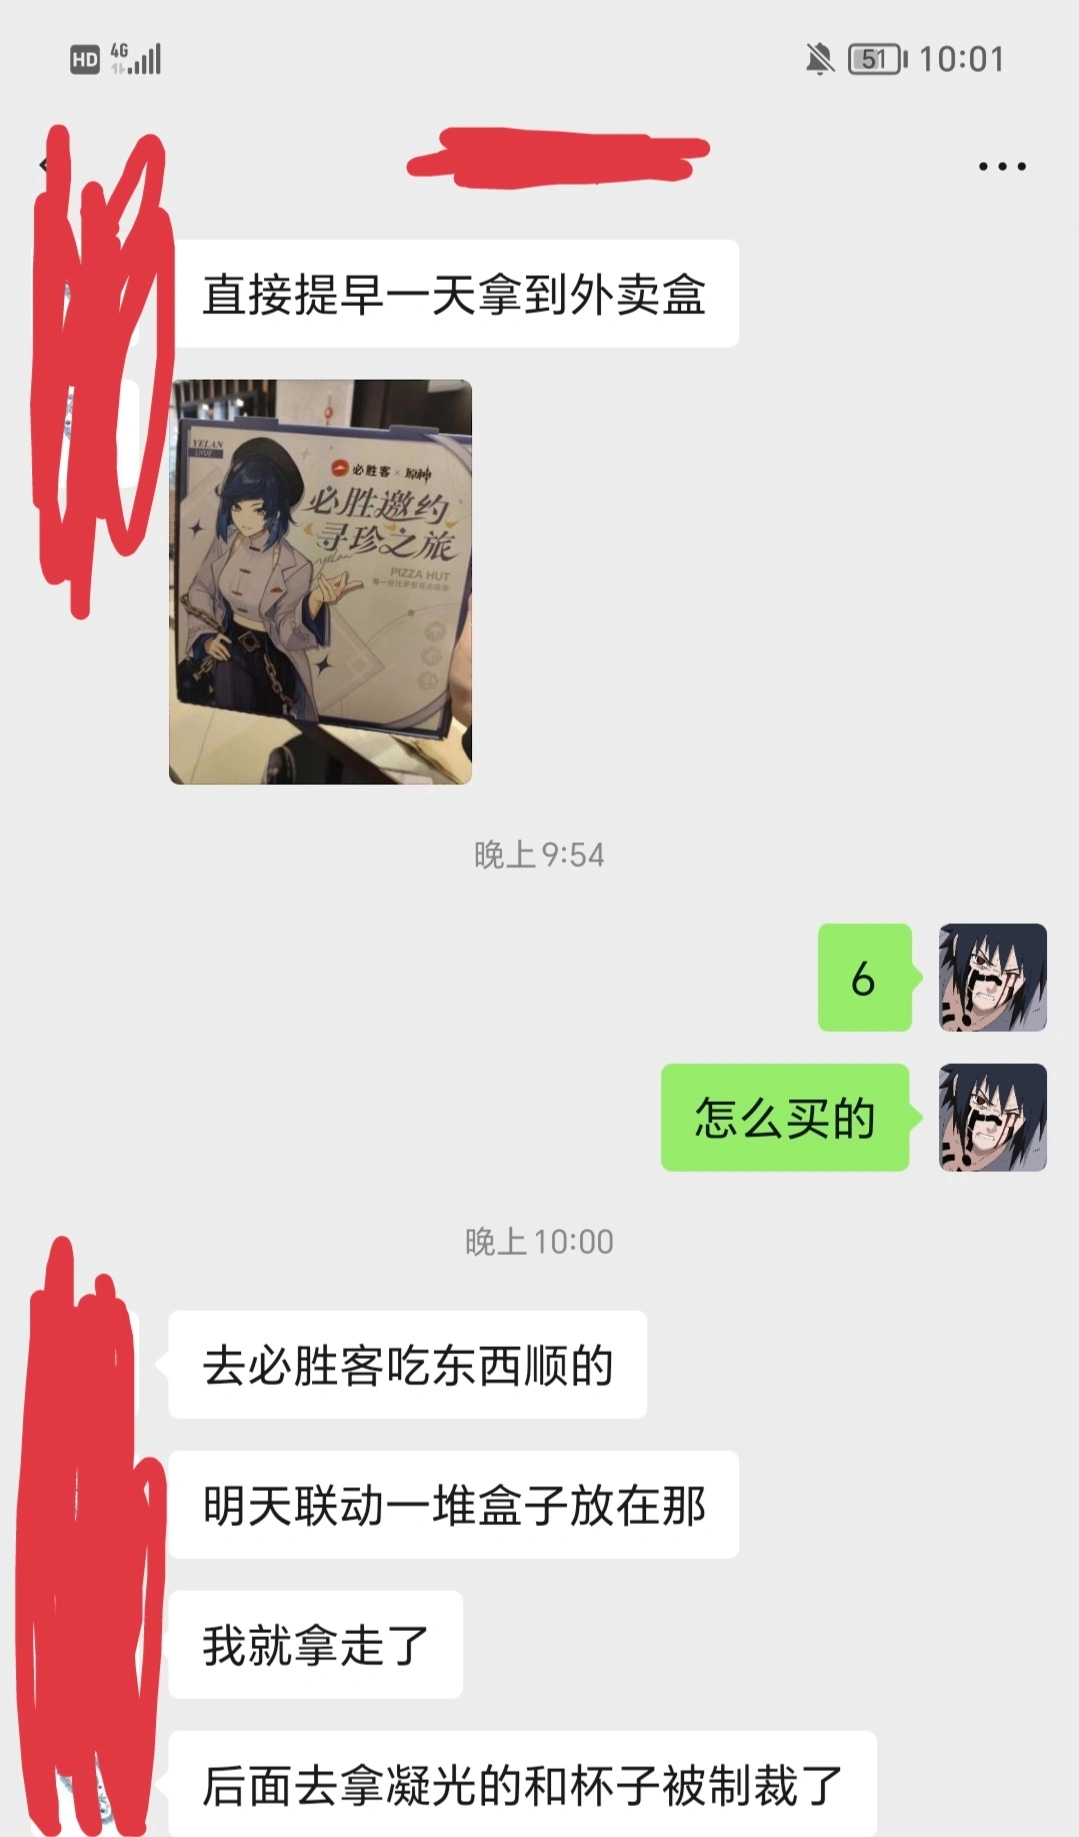 HD 4G 51 10:01
直接提早一天拿到外卖盒
YELAN
必胜客×原神
必胜邀约
寻珍之旅
yelan
PIZZA HUT
晚上9:54
6
怎么买的
晚上10:00
去必胜客吃东西顺的
明天联动一堆盒子放在那
我就拿走了
后面去拿凝光的和杯子被制裁了